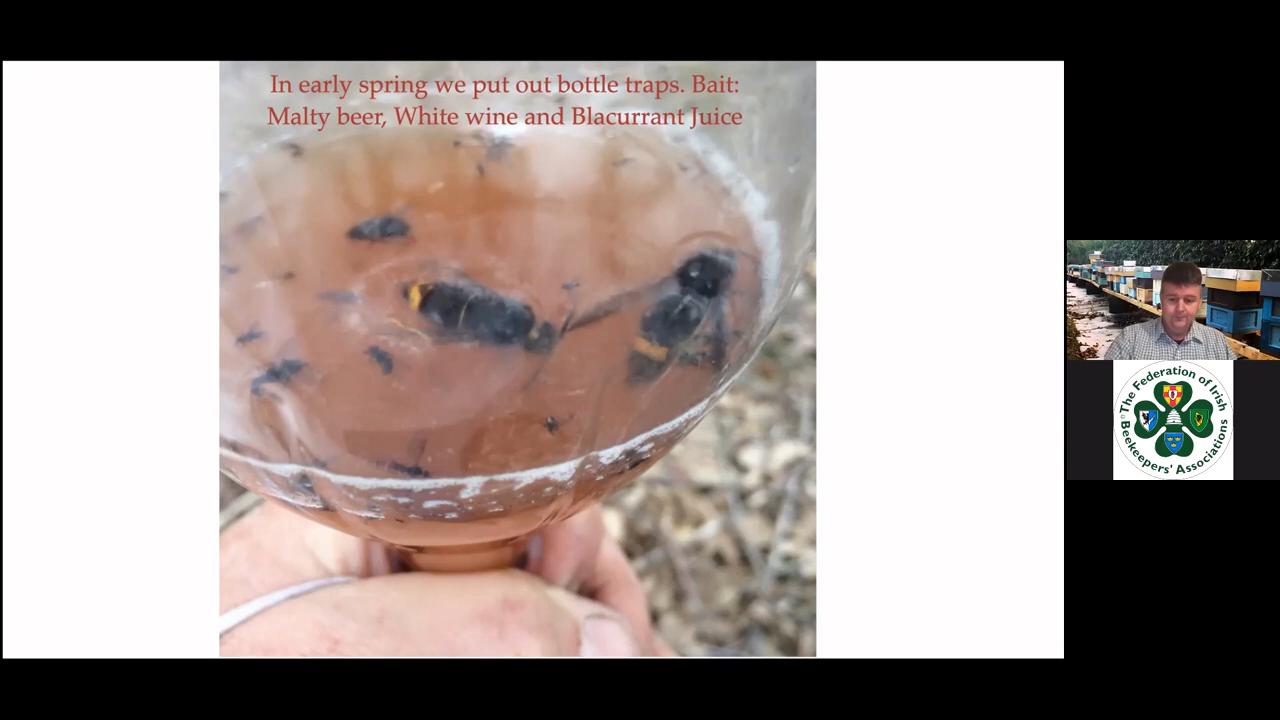 In early spring we put out bottle traps. Bait:
Malty beer, White wine and Blacurrant Juice
The Federation of Irish
Beekeepers' Associations